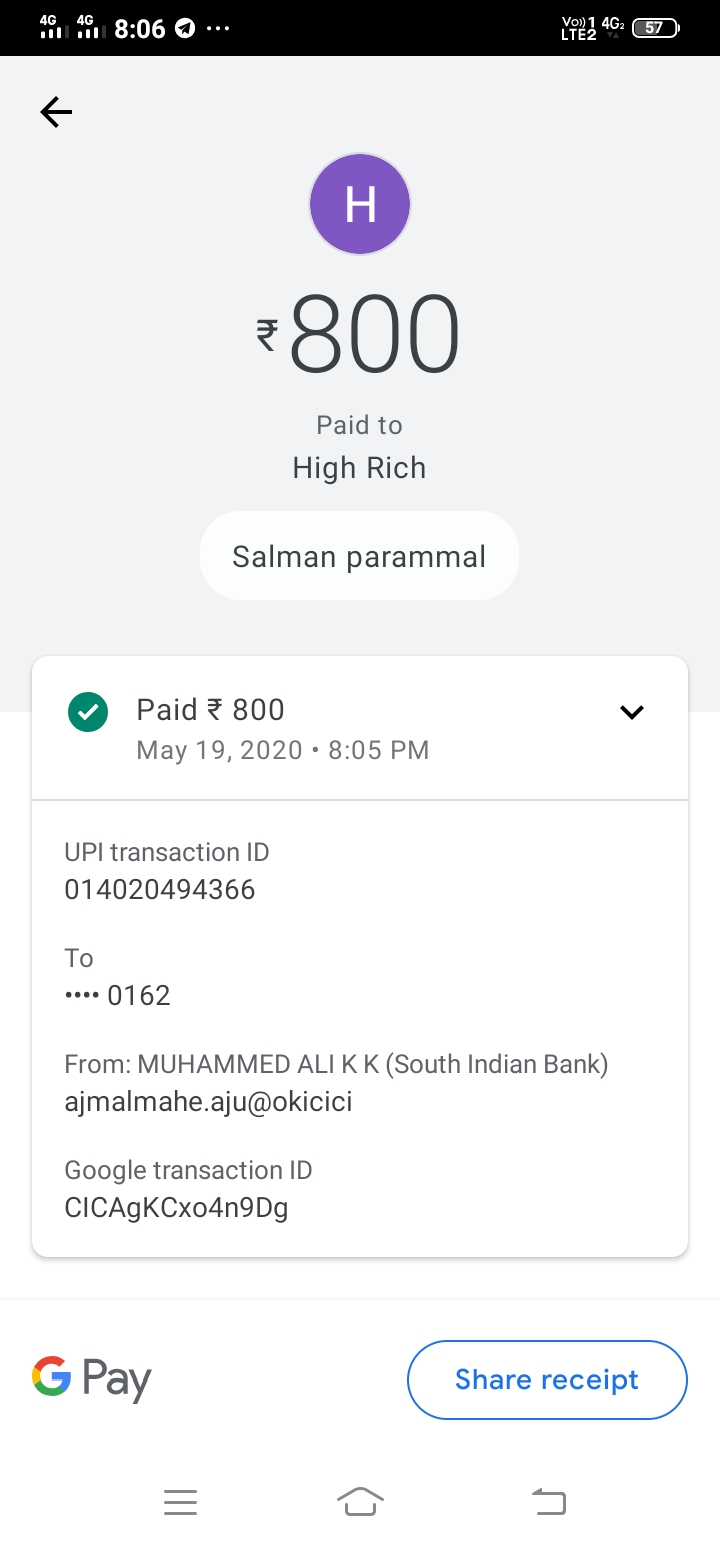 4G 4G 8:06 ... Vo)) 1 LTE2 4G2 57
H
₹800
Paid to
High Rich
Salman parammal
Paid ₹ 800
May 19, 2020 • 8:05 PM
UPI transaction ID
014020494366
To
•••• 0162
From: MUHAMMED ALI K K (South Indian Bank)
ajmalmahe.aju@okicici
Google transaction ID
CICAgKCxo4n9Dg
G Pay
Share receipt